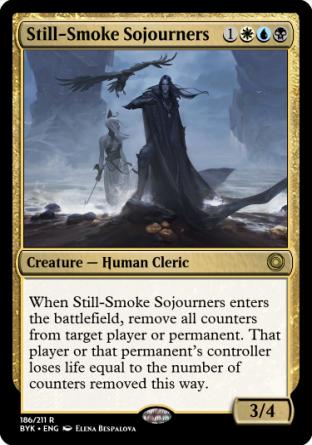 Still-Smoke Sojourners 1
Creature — Human Cleric
When Still-Smoke Sojourners enters
the battlefield, remove all counters
from target player or permanent. That
player or that permanent's controller
loses life equal to the number of
counters removed this way.
186/211 R
BYK • ENG Elena Bespalova
3/4